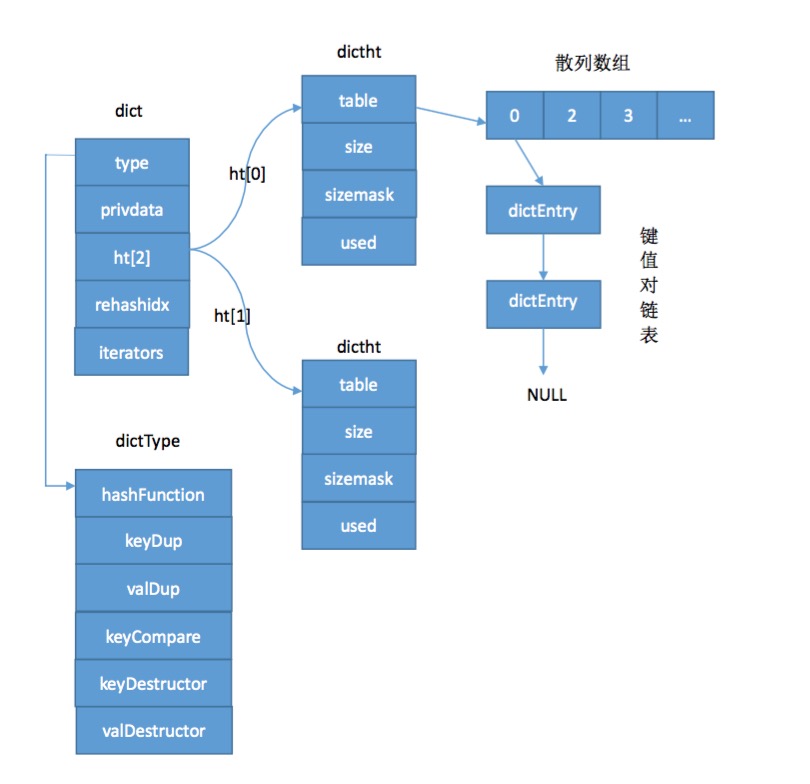 dict
type
privdata
ht[2]
rehashidx
iterators
ht[0]
ht[1]
dictht
table
size
sizemask
used
dictht
table
size
sizemask
used
散列数组
0 2 3 ...
dictEntry
dictEntry
NULL
键值对链表
dictType
hashFunction
keyDup
valDup
keyCompare
keyDestructor
valDestructor